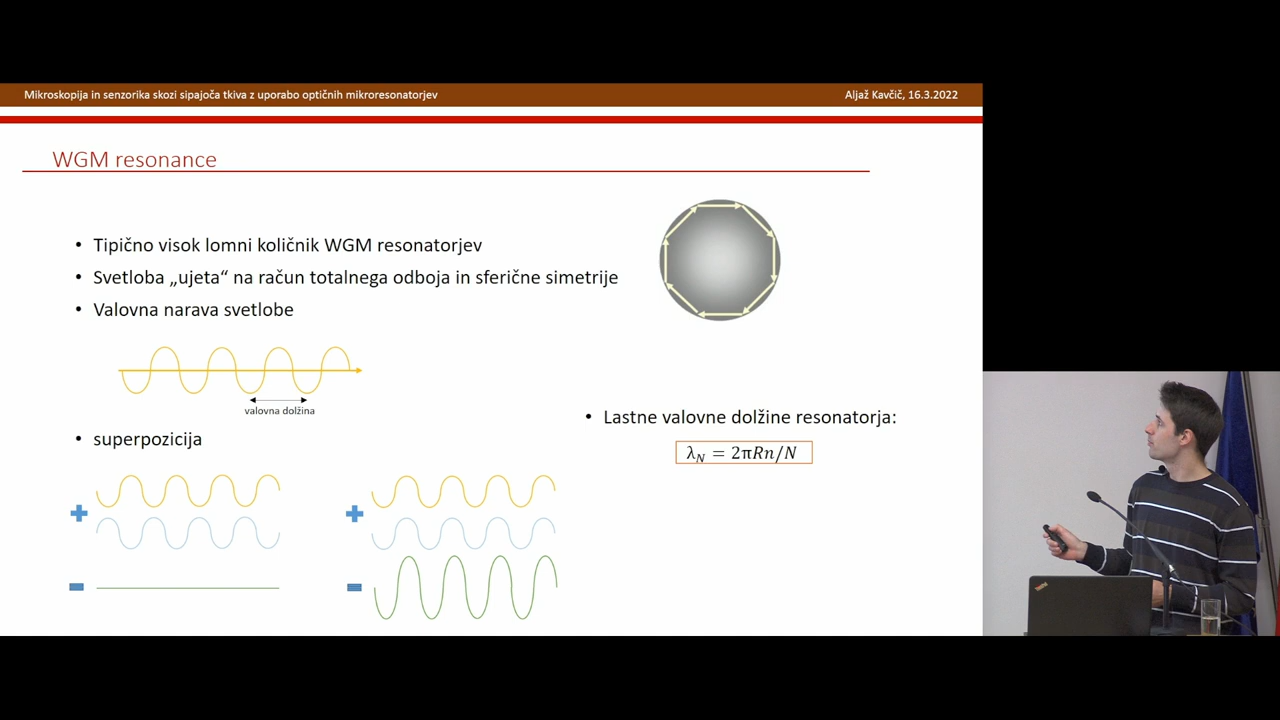 Mikroskopija in senzorika skozi sipajoča tkiva z uporabo optičnih mikroresonatorjev
Aljaž Kavčič, 16.3.2022
WGM resonance
• Tipično visok lomni količnik WGM resonatorjev
• Svetloba „ujeta“ na račun totalnega odboja in sferične simetrije
• Valovna narava svetlobe
valovna dolžina
• superpozicija
• Lastne valovne dolžine resonatorja:
λ_N = 2πRn/N